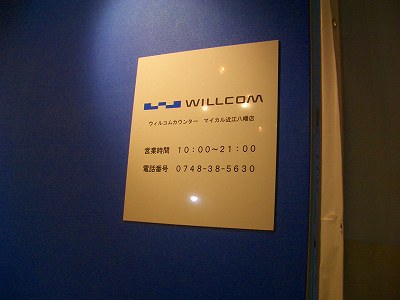 WILLCOM
ウィルコムカウンター マイカル近江八幡店
営業時間 10:00〜21:00
電話番号 0748-38-5630